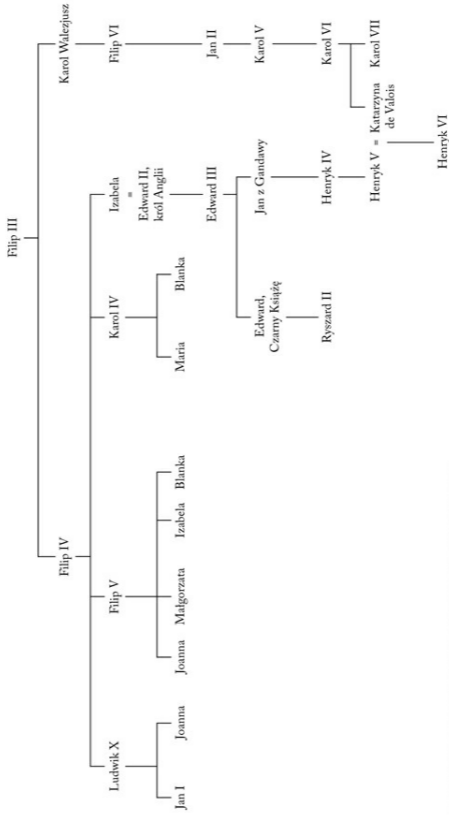 Filip III
Filip IV
Karol Walezjusz
Ludwik X
Filip V
Karol IV
Izabela
=
Edward II,
król Anglii
Filip VI
Jan I
Joanna
Joanna
Małgorzata
Izabela
Blanka
Maria
Blanka
Edward III
Jan II
Edward,
Czarny Książę
Jan z Gandawy
Karol V
Ryszard II
Henryk IV
Karol VI
Henryk V = Katarzyna
de Valois
Karol VII
Henryk VI